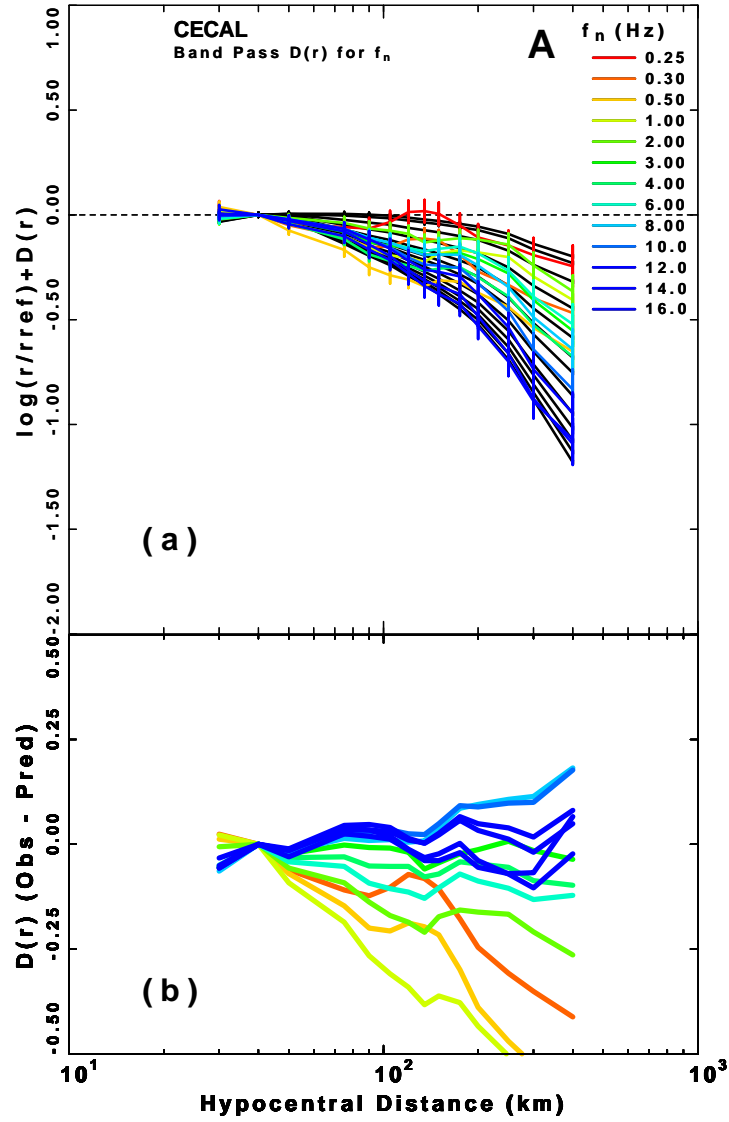 CECAL
Band Pass D(r) for fn
A
fn (Hz)
0.25
0.30
0.50
1.00
2.00
3.00
4.00
6.00
8.00
10.0
12.0
14.0
16.0
1.00
0.50
0.00
-0.50
-1.00
-1.50
-2.00
log(r/rref)+D(r)
(a)
0.50
0.25
0.00
-0.25
-0.50
D(r) (Obs - Pred)
(b)
10¹ 10² 10³
Hypocentral Distance (km)